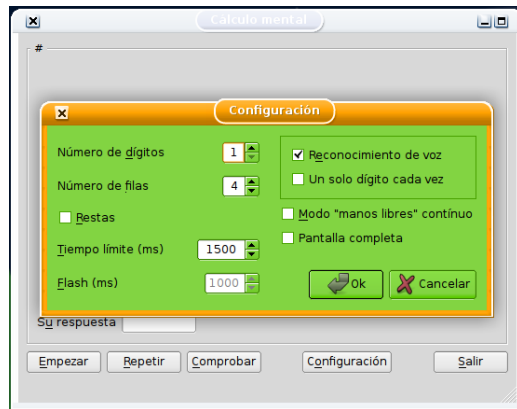 Cálculo mental
#
Configuración
Número de dígitos 1
Número de filas 4
Restas
Tiempo límite (ms) 1500
Flash (ms) 1000
Reconocimiento de voz
Un solo dígito cada vez
Modo "manos libres" contínuo
Pantalla completa
Ok Cancelar
Su respuesta
Empezar Repetir Comprobar Configuración Salir